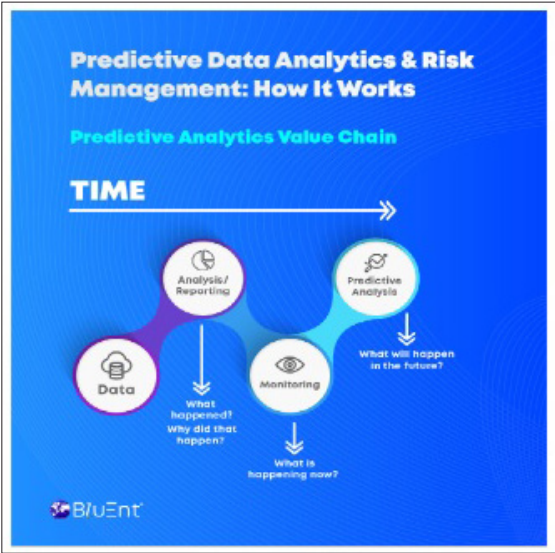 Predictive Data Analytics & Risk
Management: How It Works
Predictive Analytics Value Chain
TIME
Analysis/
Reporting
Predictive
Analysis
Data
Monitoring
What will happen
in the future?
What
happened?
Why did that
happen?
What is
happening now?
BluEnt